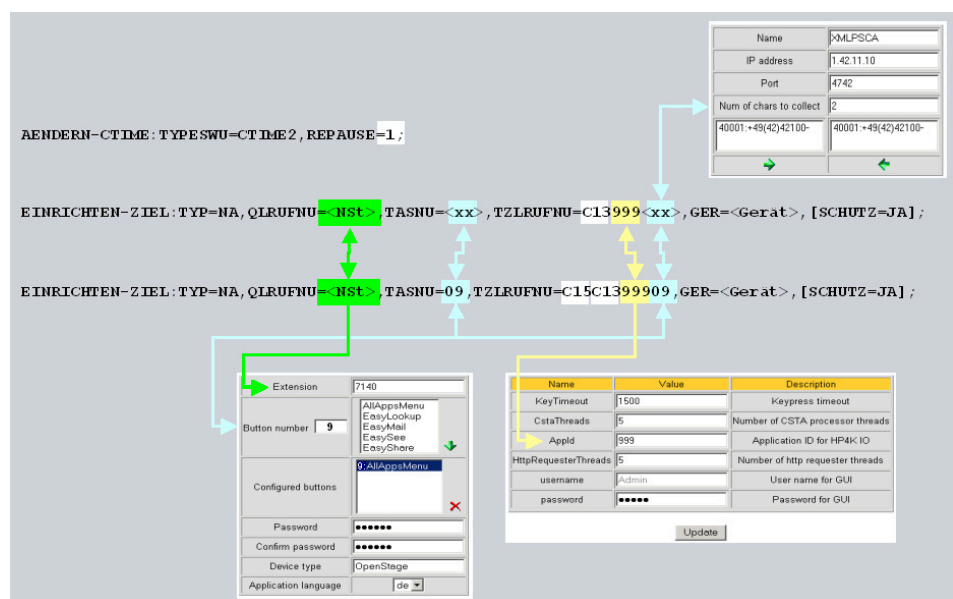 Name XMLPSCA
IP address 1.42.11.10
Port 4742
Num of chars to collect 2
40001:+49(42)42100- 40001:+49(42)42100-
AENDERN-CTIME:TYPESWU=CTIME2,REPAUSE=1;
EINRICHTEN-ZIEL:TYP=NA,QLRUFNU=<NSt>,TASNU=<xx>,TZLRUFNU=C13999<xx>,GER=<Gerät>,[SCHUTZ=JA];
EINRICHTEN-ZIEL:TYP=NA,QLRUFNU=<NSt>,TASNU=09,TZLRUFNU=C15C1399909,GER=<Gerät>,[SCHUTZ=JA];
Extension 7140
Button number 9
AllAppsMenu
EasyLookup
EasyMail
EasySee
EasyShare
Configured buttons
9:AllAppsMenu
Password ●●●●●●
Confirm password ●●●●●●
Device type OpenStage
Application language de
Name Value Description
KeyTimeout 1500 Keypress timeout
CstaThreads 5 Number of CSTA processor threads
AppId 999 Application ID for HP4K IO
HttpRequesterThreads 5 Number of http requester threads
username Admin User name for GUI
password ●●●●● Password for GUI
Update